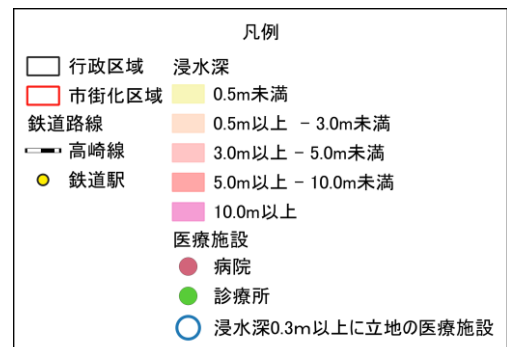 凡例
行政区域
市街化区域
鉄道路線
高崎線
鉄道駅
浸水深
0.5m未満
0.5m以上 − 3.0m未満
3.0m以上 − 5.0m未満
5.0m以上 − 10.0m未満
10.0m以上
医療施設
病院
診療所
浸水深0.3m以上に立地の医療施設